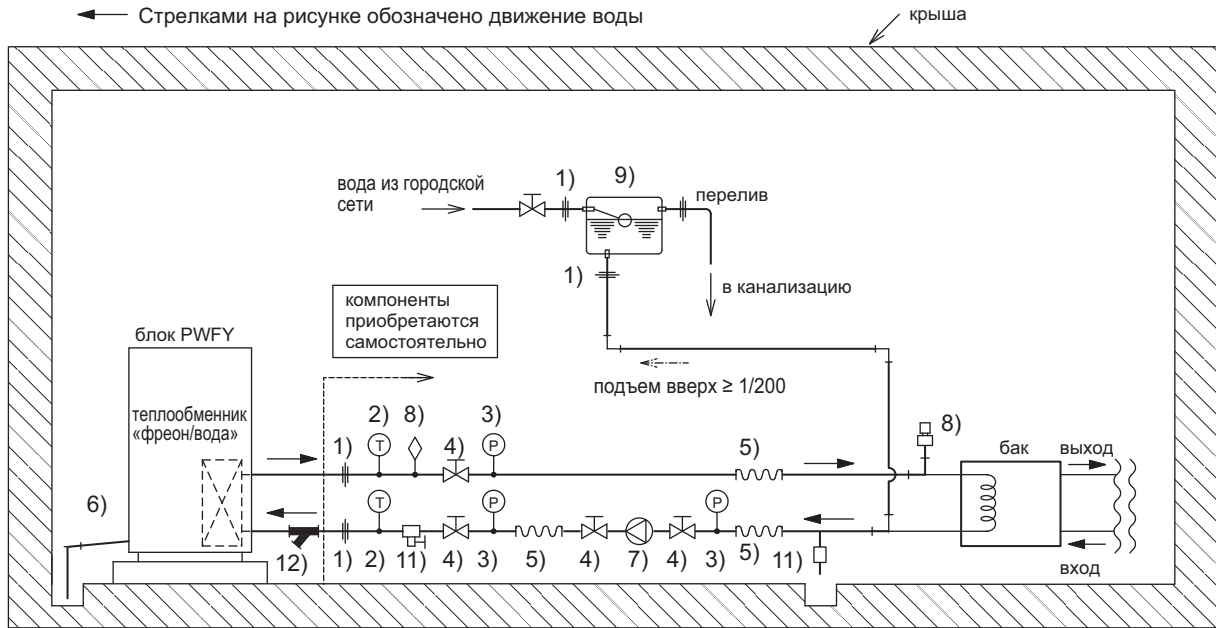 Стрелками на рисунке обозначено движение воды
крыша
вода из городской
сети
1)
9)
перелив
1)
в канализацию
компоненты
приобретаются
самостоятельно
блок PWFY
подъем вверх ≥ 1/200
теплообменник
«фреон/вода»
2)
8)
3)
1)
4)
5)
8)
T
P
бак
выход
6)
T
P
P
12)
1)
2)
11)
4)
3)
5)
4)
7)
4)
3)
5)
11)
вход